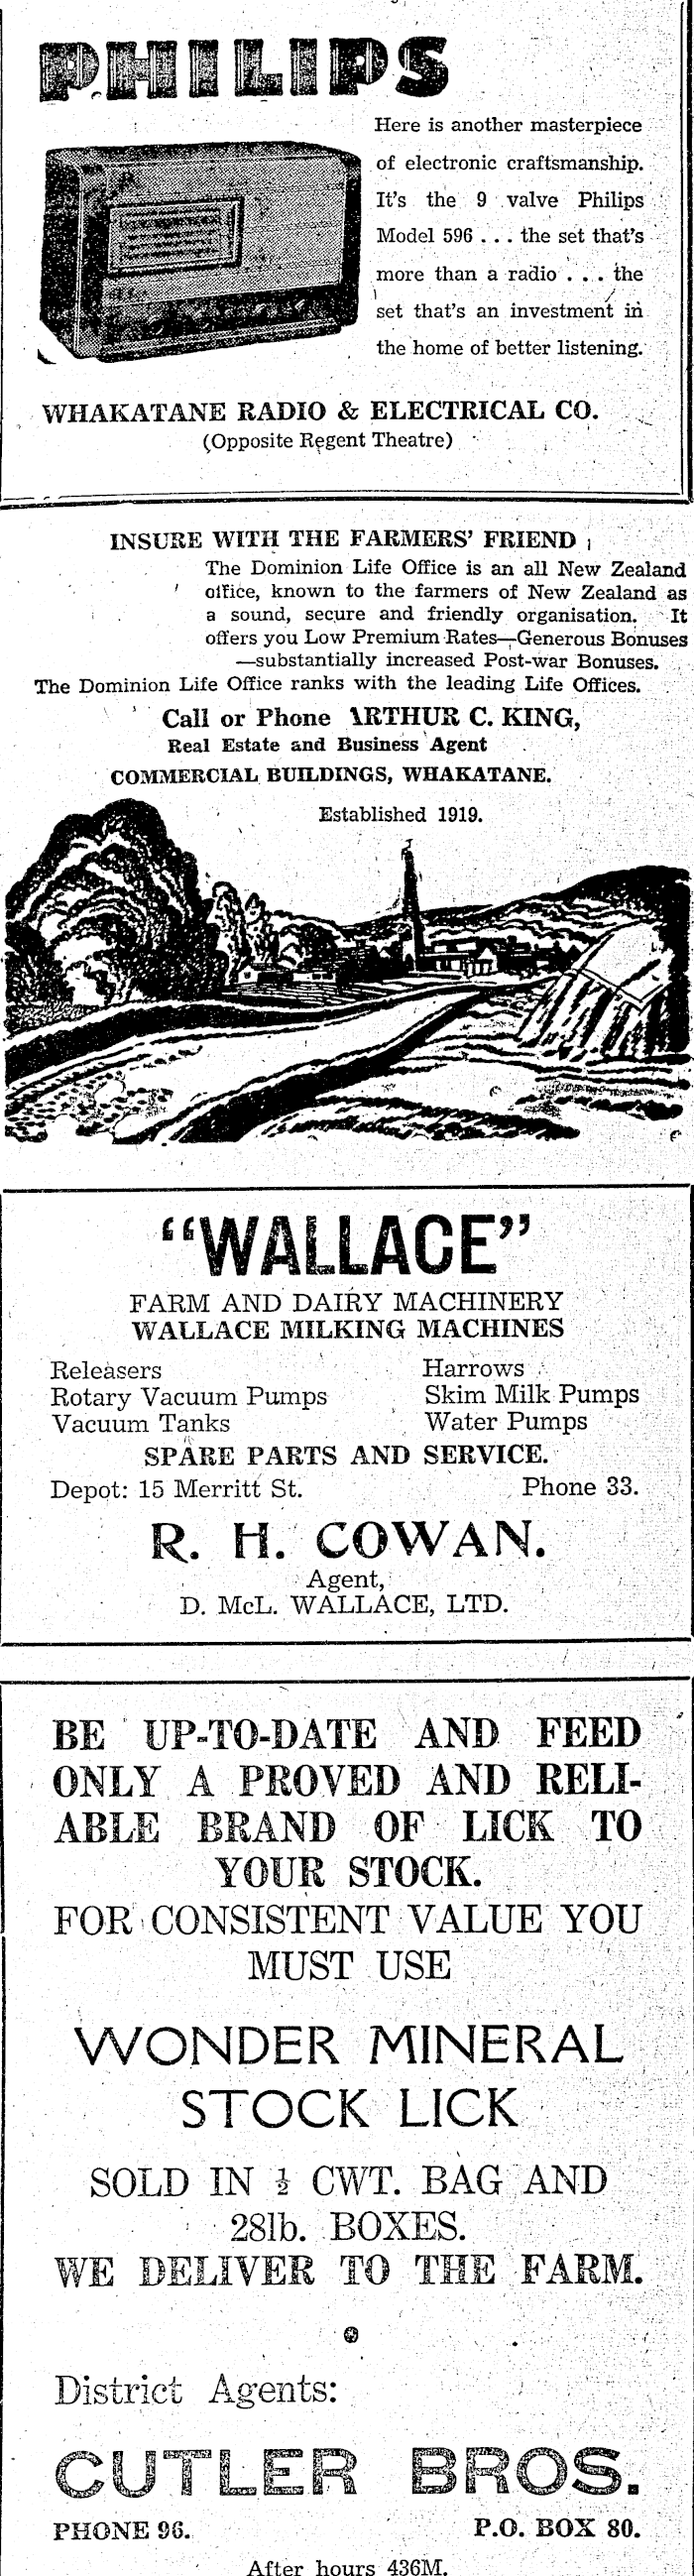 PHILIPS
Here is another masterpiece
of electronic craftsmanship.
It's the 9 valve Philips
Model 596 . . . the set that's
more than a radio . . . the
set that's an investment in
the home of better listening.
WHAKATANE RADIO & ELECTRICAL CO.
(Opposite Regent Theatre)
INSURE WITH THE FARMERS' FRIEND
The Dominion Life Office is an all New Zealand
office, known to the farmers of New Zealand as
a sound, secure and friendly organisation. It
offers you Low Premium Rates—Generous Bonuses
—substantially increased Post-war Bonuses.
The Dominion Life Office ranks with the leading Life Offices.
Call or Phone ARTHUR C. KING,
Real Estate and Business Agent
COMMERCIAL BUILDINGS, WHAKATANE.
Established 1919.
"WALLACE"
FARM AND DAIRY MACHINERY
WALLACE MILKING MACHINES
Releasers Harrows
Rotary Vacuum Pumps Skim Milk Pumps
Vacuum Tanks Water Pumps
SPARE PARTS AND SERVICE.
Depot: 15 Merritt St. Phone 33.
R. H. COWAN.
Agent,
D. McL. WALLACE, LTD.
BE UP-TO-DATE AND FEED
ONLY A PROVED AND RELI-
ABLE BRAND OF LICK TO
YOUR STOCK.
FOR CONSISTENT VALUE YOU
MUST USE
WONDER MINERAL
STOCK LICK
SOLD IN ½ CWT. BAG AND
28lb. BOXES.
WE DELIVER TO THE FARM.
District Agents:
CUTLER BROS.
PHONE 96. P.O. BOX 80.
After hours 436M.